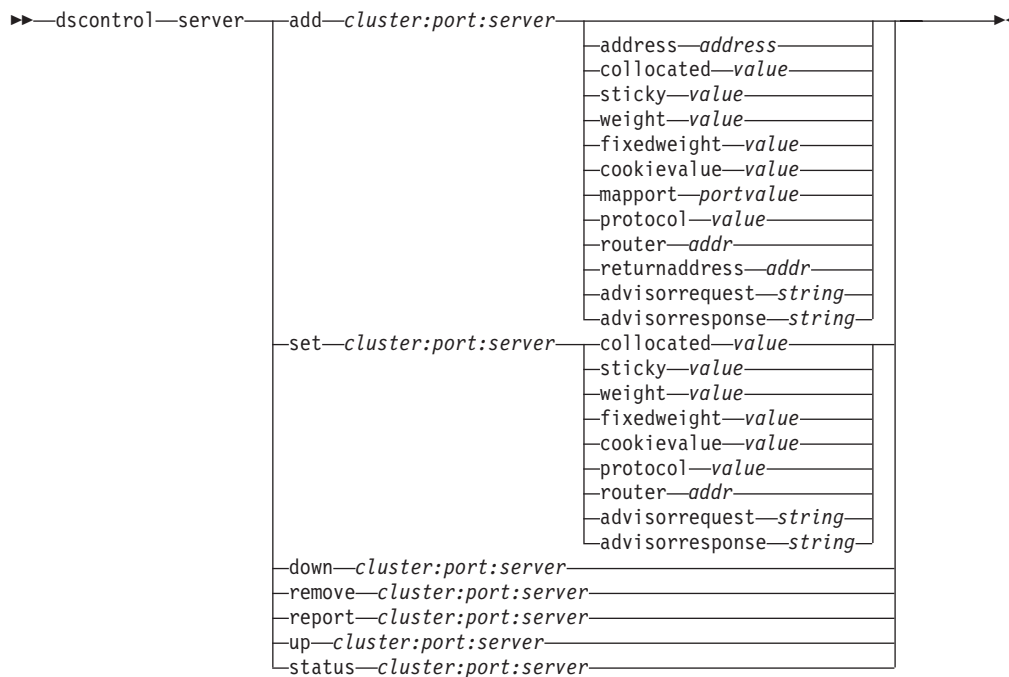 dscontrol server add cluster:port:server
address address
collocated value
sticky value
weight value
fixedweight value
cookievalue value
mapport portvalue
protocol value
router addr
returnaddress addr
advisorrequest string
advisorresponse string
set cluster:port:server collocated value
sticky value
weight value
fixedweight value
cookievalue value
protocol value
router addr
advisorrequest string
advisorresponse string
down cluster:port:server
remove cluster:port:server
report cluster:port:server
up cluster:port:server
status cluster:port:server